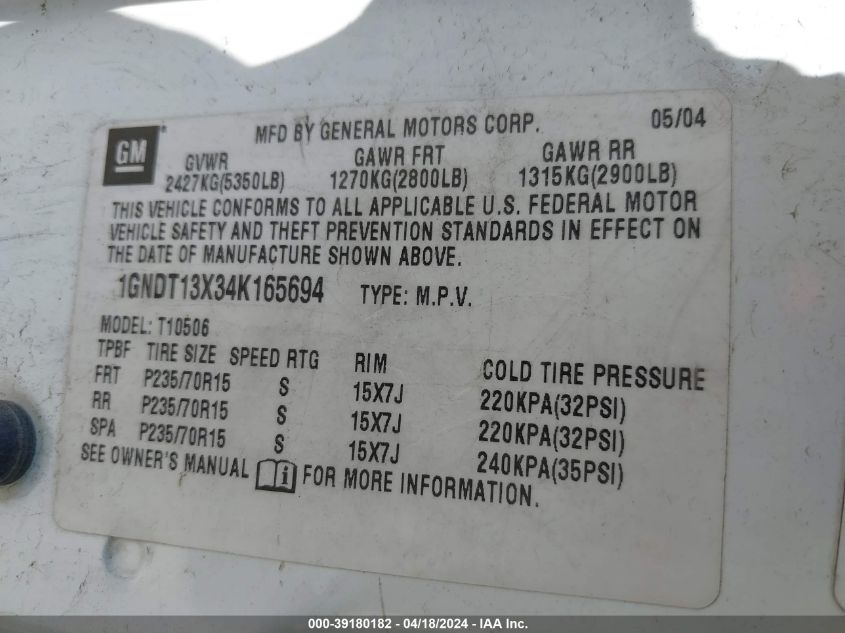 GM ® MFD BY GENERAL MOTORS CORP. 05/04
GVWR GAWR FRT GAWR RR
2427KG(5350LB) 1270KG(2800LB) 1315KG(2900LB)
THIS VEHICLE CONFORMS TO ALL APPLICABLE U.S. FEDERAL MOTOR
VEHICLE SAFETY AND THEFT PREVENTION STANDARDS IN EFFECT ON
THE DATE OF MANUFACTURE SHOWN ABOVE.
1GNDT13X34K165694 TYPE: M.P.V.
MODEL: T10506
TPBF TIRE SIZE SPEED RTG RIM COLD TIRE PRESSURE
FRT P235/70R15 S 15X7J 220KPA(32PSI)
RR P235/70R15 S 15X7J 220KPA(32PSI)
SPA P235/70R15 S 15X7J 240KPA(35PSI)
SEE OWNER'S MANUAL i FOR MORE INFORMATION.
000-39180182 - 04/18/2024 - IAA Inc.